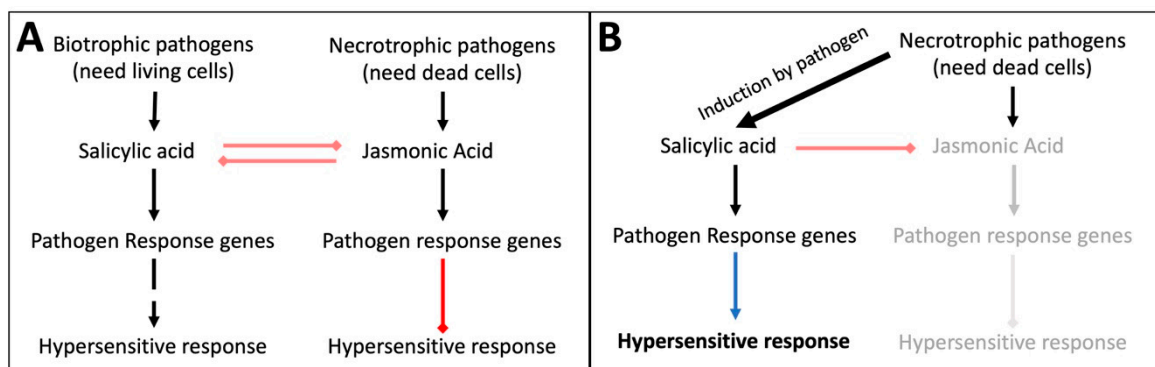 A
Biotrophic pathogens
(need living cells)
Necrotrophic pathogens
(need dead cells)
Salicylic acid
Jasmonic Acid
Pathogen Response genes
Pathogen response genes
Hypersensitive response
Hypersensitive response
B
Induction by pathogen
Necrotrophic pathogens
(need dead cells)
Salicylic acid
Jasmonic Acid
Pathogen Response genes
Pathogen response genes
Hypersensitive response
Hypersensitive response